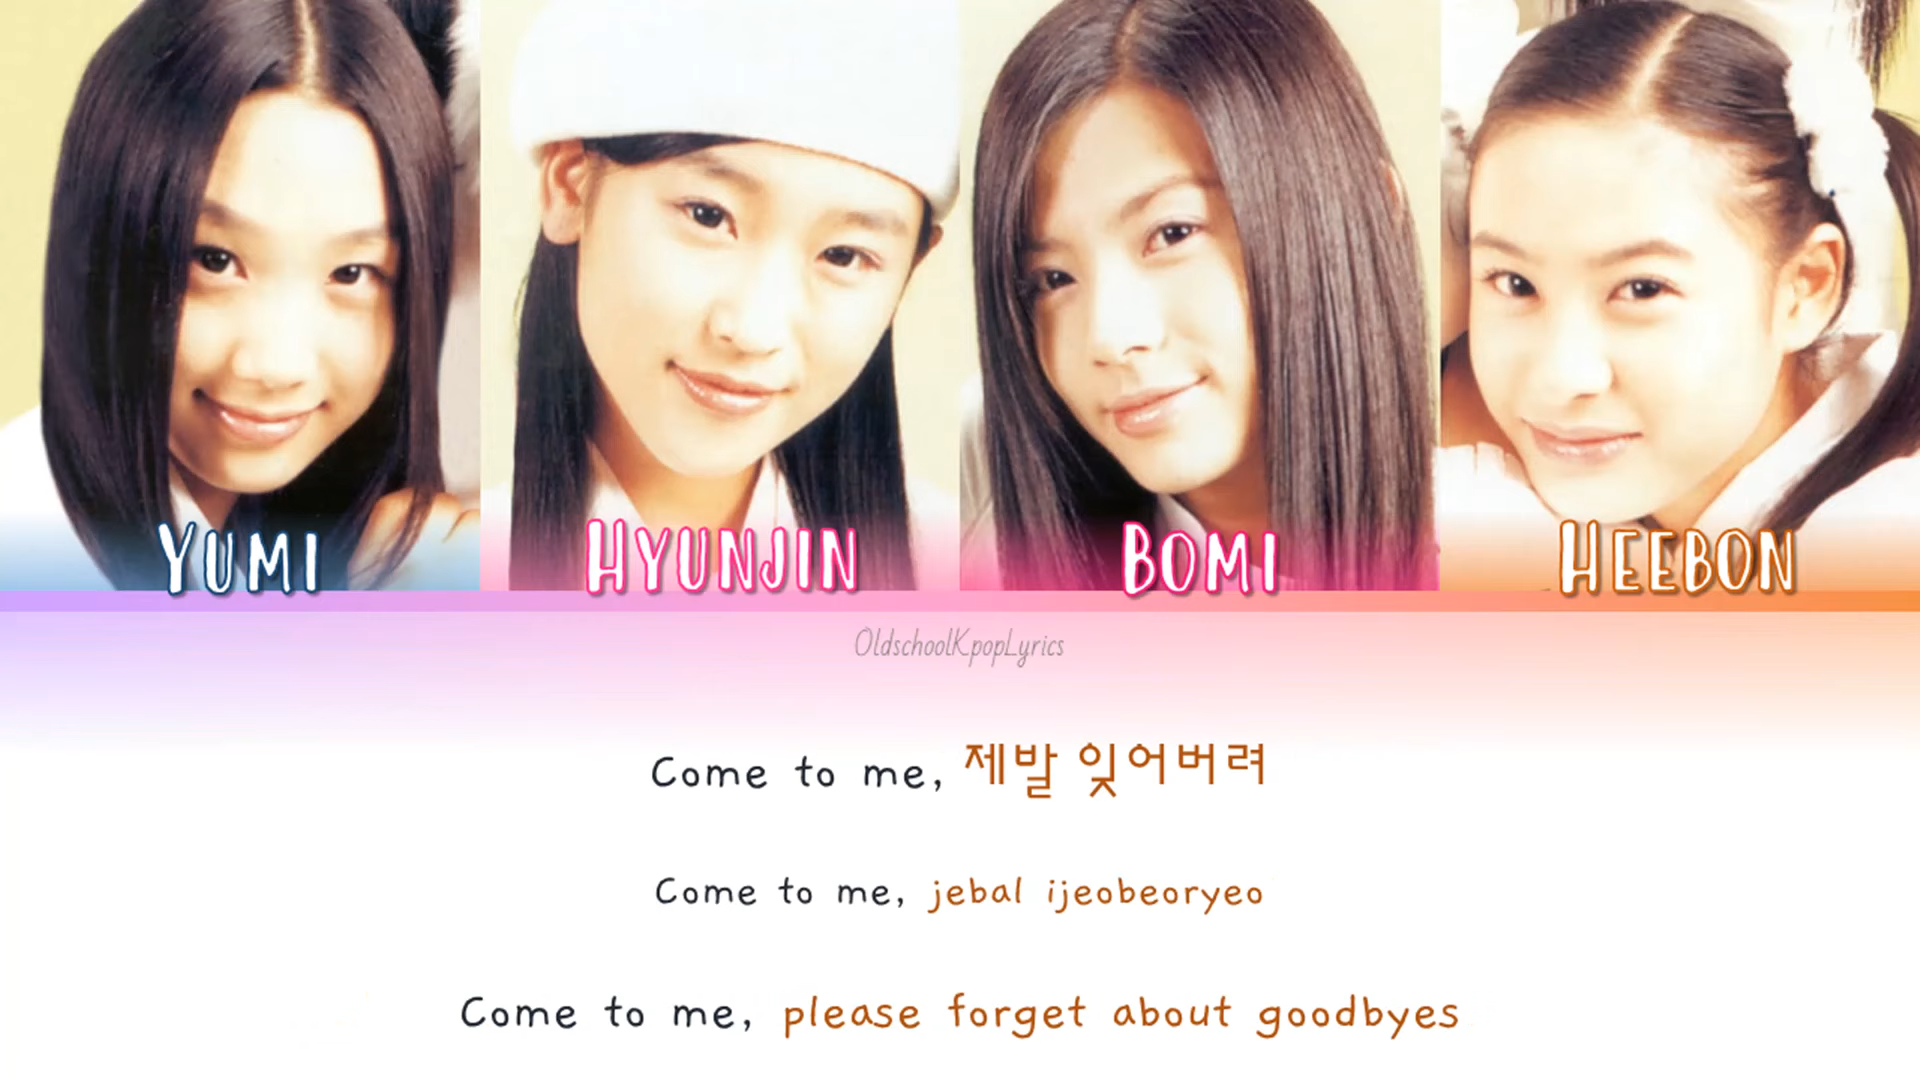 YUMI HYUNJIN BOMI HEEBON
OldschoolKpopLyrics
Come to me, 제발 잊어버려
Come to me, jebal ijeobeoryeo
Come to me, please forget about goodbyes